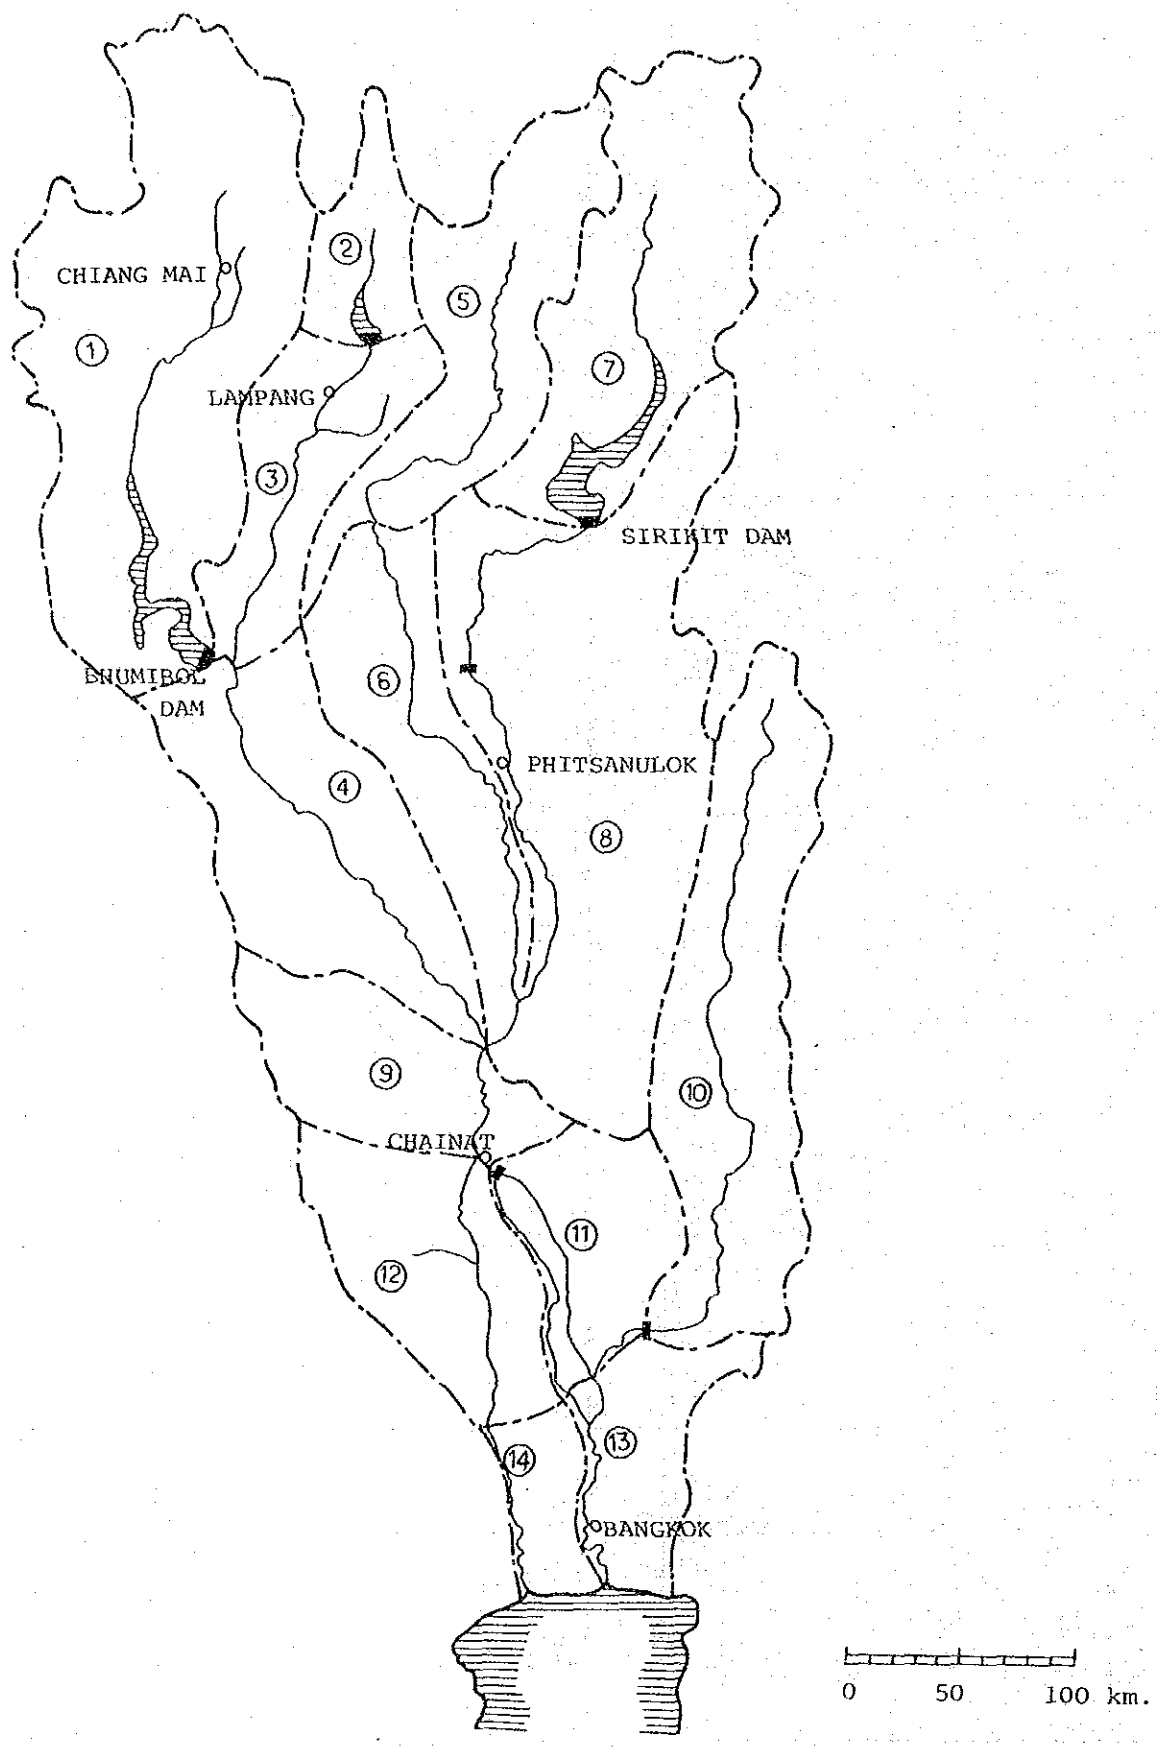 ②
CHIANG MAI
⑤
①
⑦
LAMPANG
③
SIRIKIT DAM
BHUMIBOL
DAM
⑥
PHITSANULOK
④
⑧
⑨
⑩
CHAINAT
⑪
⑫
⑬
⑭
BANGKOK
0 50 100 km.